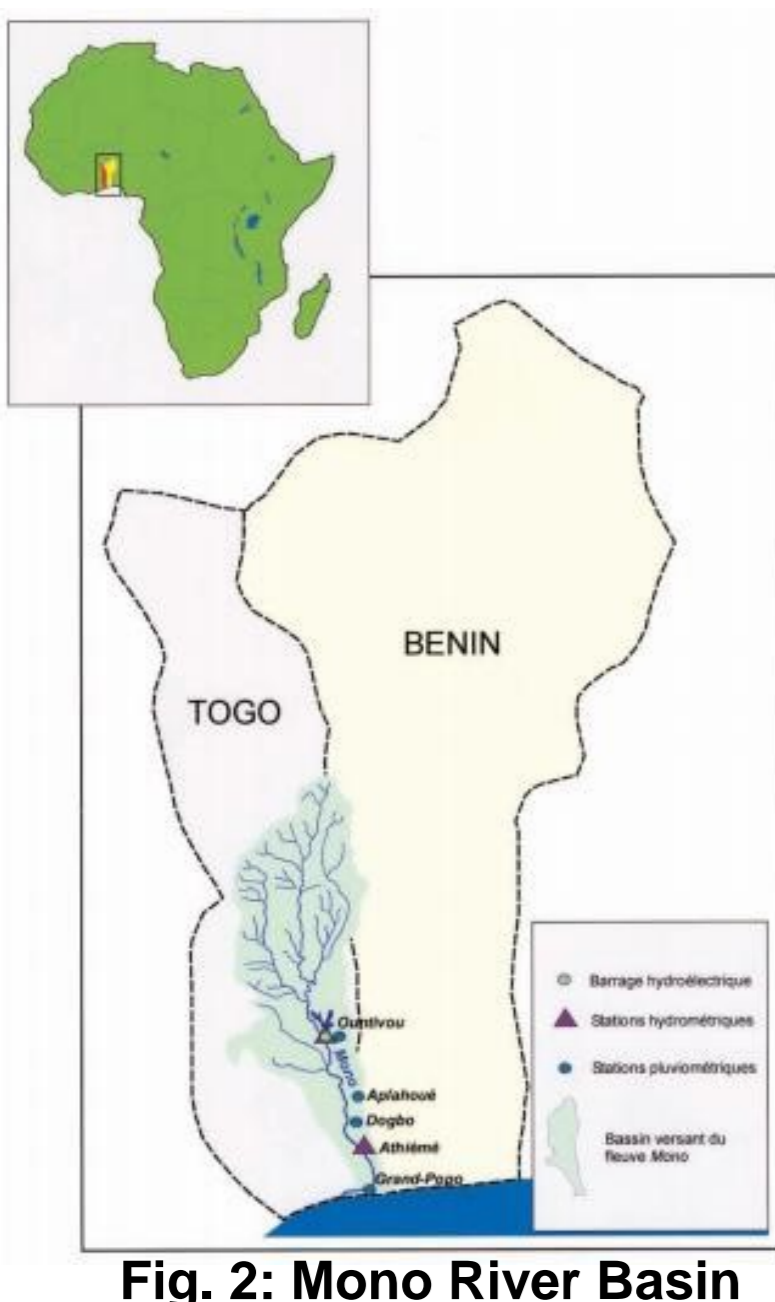 BENIN
TOGO
Ountivou
Mono
Aplahoué
Dogbo
Athiémé
Grand-Popo
Barrage hydroélectrique
Stations hydrométriques
Stations pluviométriques
Bassin versant du
fleuve Mono
Fig. 2: Mono River Basin